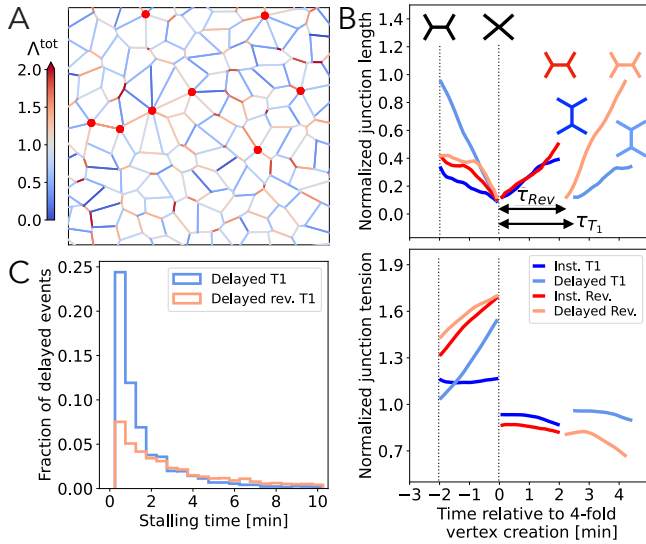 A
Λ^tot
2.0
1.5
1.0
0.5
0.0
B
Normalized junction length
1.4
1.2
1.0
0.8
0.6
0.4
0.2
0.0
τ_Rev
τ_T₁
C
Fraction of delayed events
0.25
0.20
0.15
0.10
0.05
0.00
Delayed T1
Delayed rev. T1
0 2 4 6 8 10
Stalling time [min]
Normalized junction tension
1.9
1.6
1.3
1.0
0.7
Inst. T1
Delayed T1
Inst. Rev.
Delayed Rev.
−3 −2 −1 0 1 2 3 4
Time relative to 4-fold
vertex creation [min]